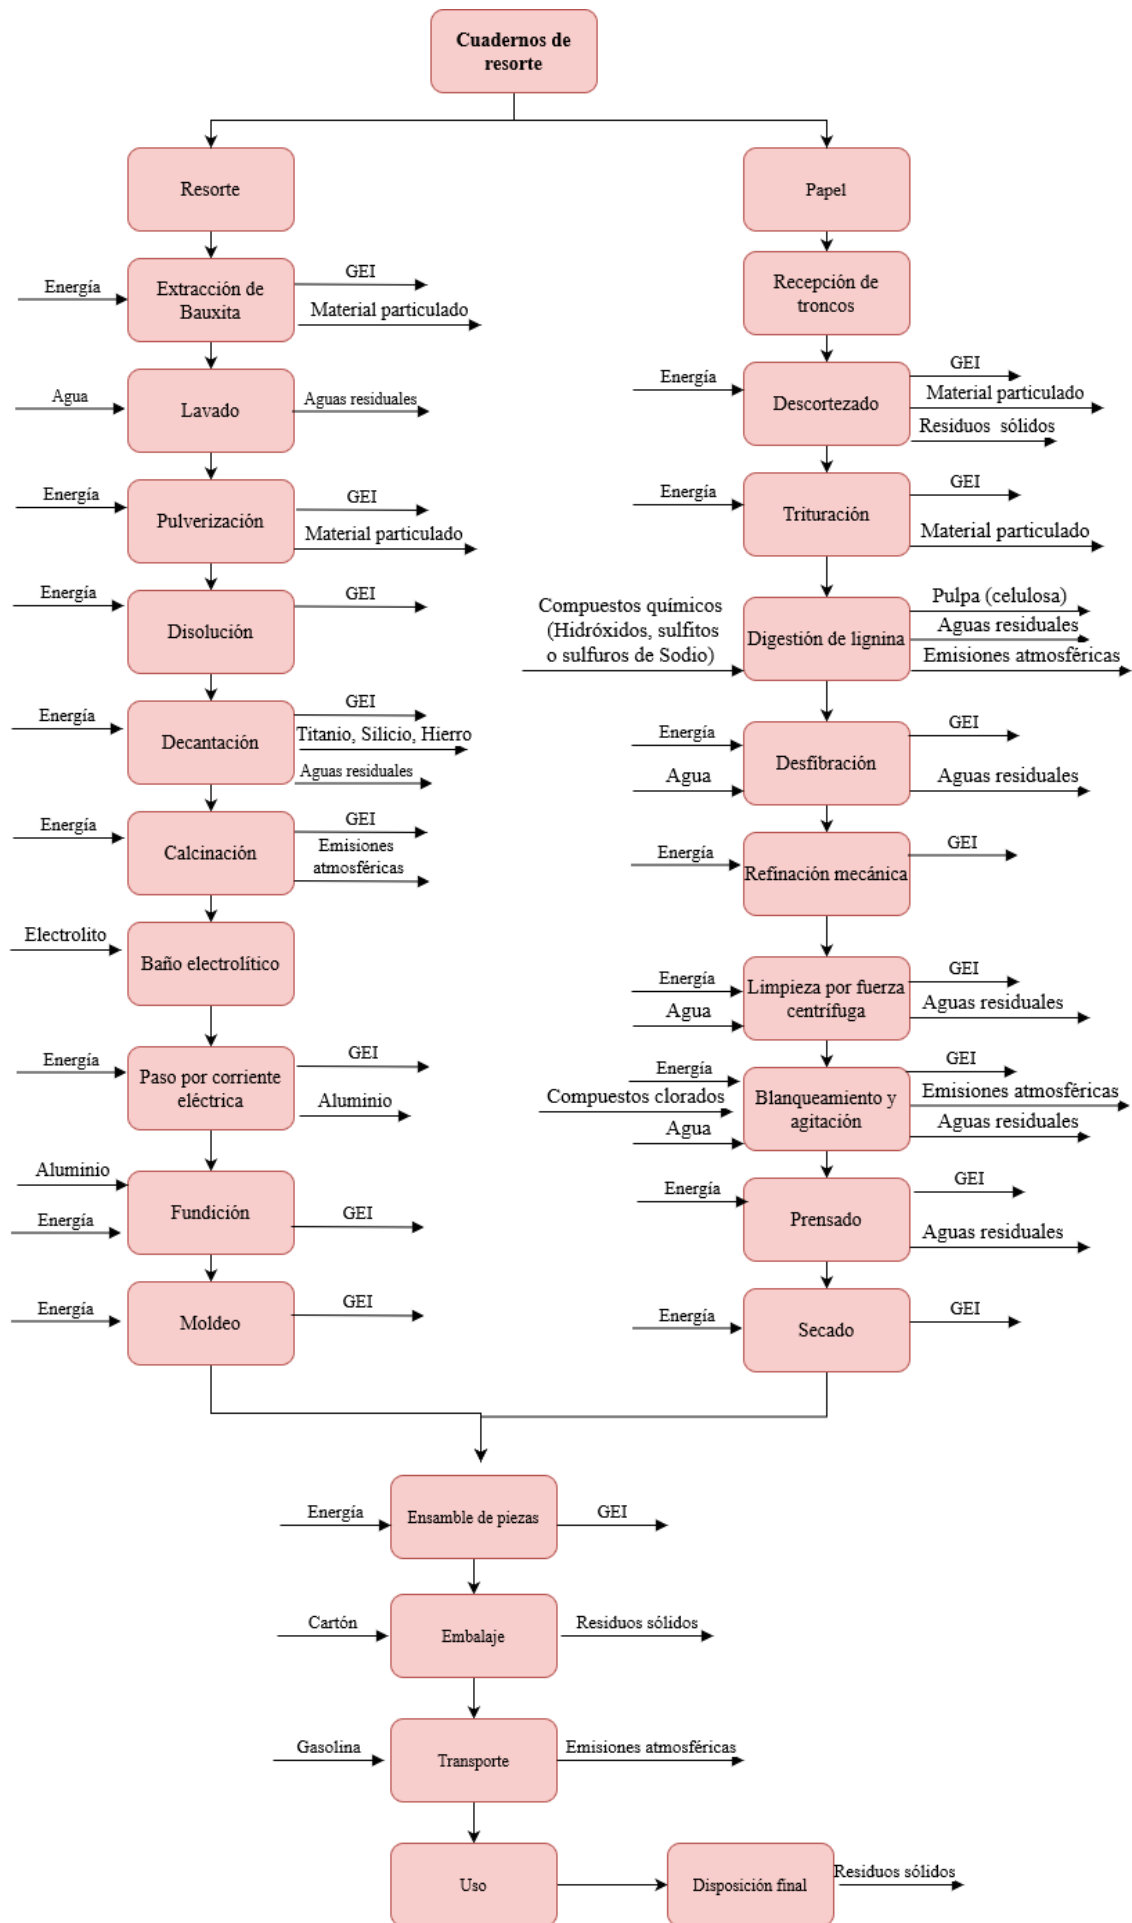 Cuadernos de
resorte
Resorte
Energía
Extracción de
Bauxita
GEI
Material particulado
Agua
Lavado
Aguas residuales
Energía
Pulverización
GEI
Material particulado
Energía
Disolución
GEI
Energía
Decantación
GEI
Titanio, Silicio, Hierro
Aguas residuales
Energía
Calcinación
GEI
Emisiones
atmosféricas
Electrolito
Baño electrolítico
Energía
Paso por corriente
eléctrica
GEI
Aluminio
Aluminio
Energía
Fundición
GEI
Energía
Moldeo
GEI
Papel
Recepción de
troncos
Energía
Descortezado
GEI
Material particulado
Residuos sólidos
Energía
Trituración
GEI
Material particulado
Compuestos químicos
(Hidróxidos, sulfitos
o sulfuros de Sodio)
Digestión de lignina
Pulpa (celulosa)
Aguas residuales
Emisiones atmosféricas
Energía
Agua
Desfibración
GEI
Aguas residuales
Energía
Refinación mecánica
GEI
Energía
Agua
Limpieza por fuerza
centrífuga
GEI
Aguas residuales
Energía
Compuestos clorados
Agua
Blanqueamiento y
agitación
GEI
Emisiones atmosféricas
Aguas residuales
Energía
Prensado
GEI
Aguas residuales
Energía
Secado
GEI
Energía
Ensamble de piezas
GEI
Cartón
Embalaje
Residuos sólidos
Gasolina
Transporte
Emisiones atmosféricas
Uso
Disposición final
Residuos sólidos